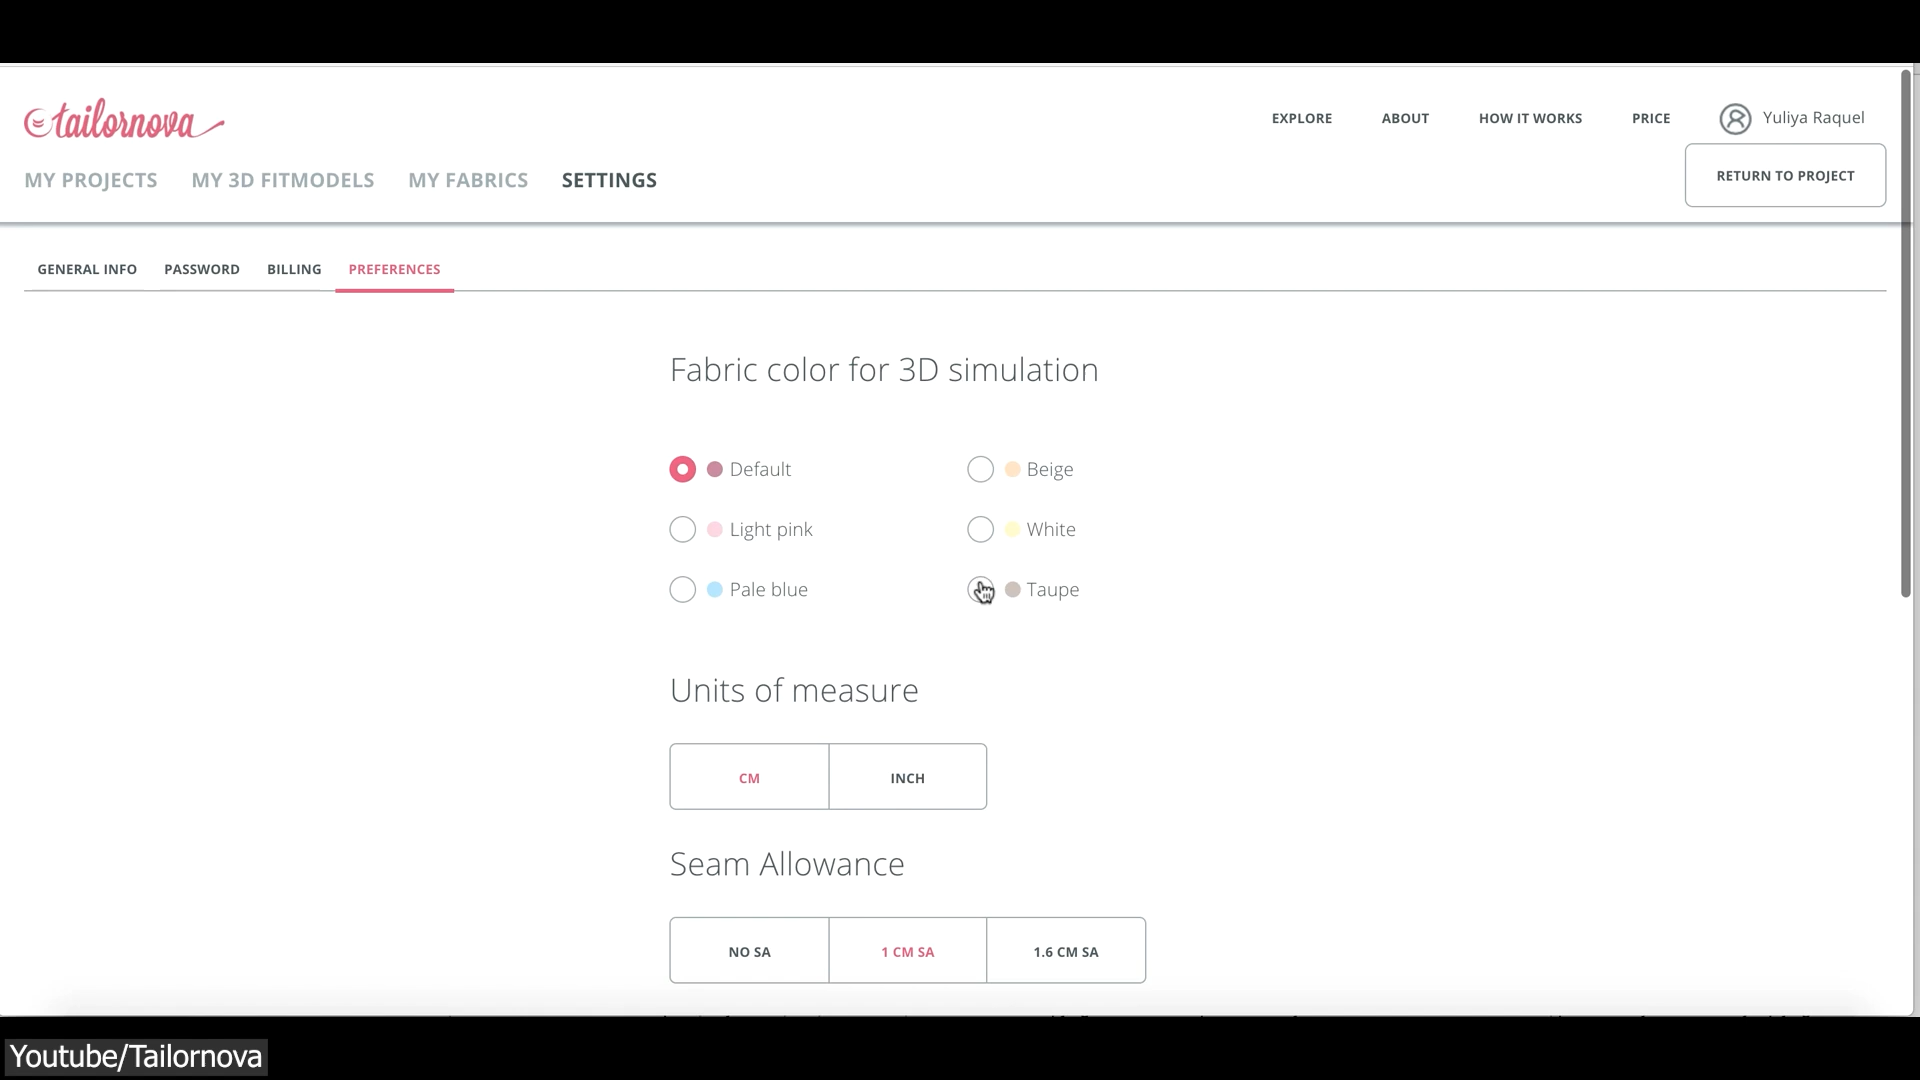 tailornova
EXPLORE ABOUT HOW IT WORKS PRICE Yuliya Raquel
MY PROJECTS MY 3D FITMODELS MY FABRICS SETTINGS
RETURN TO PROJECT
GENERAL INFO PASSWORD BILLING PREFERENCES
Fabric color for 3D simulation
Default Beige
Light pink White
Pale blue Taupe
Units of measure
CM INCH
Seam Allowance
NO SA 1 CM SA 1.6 CM SA
Youtube/Tailornova